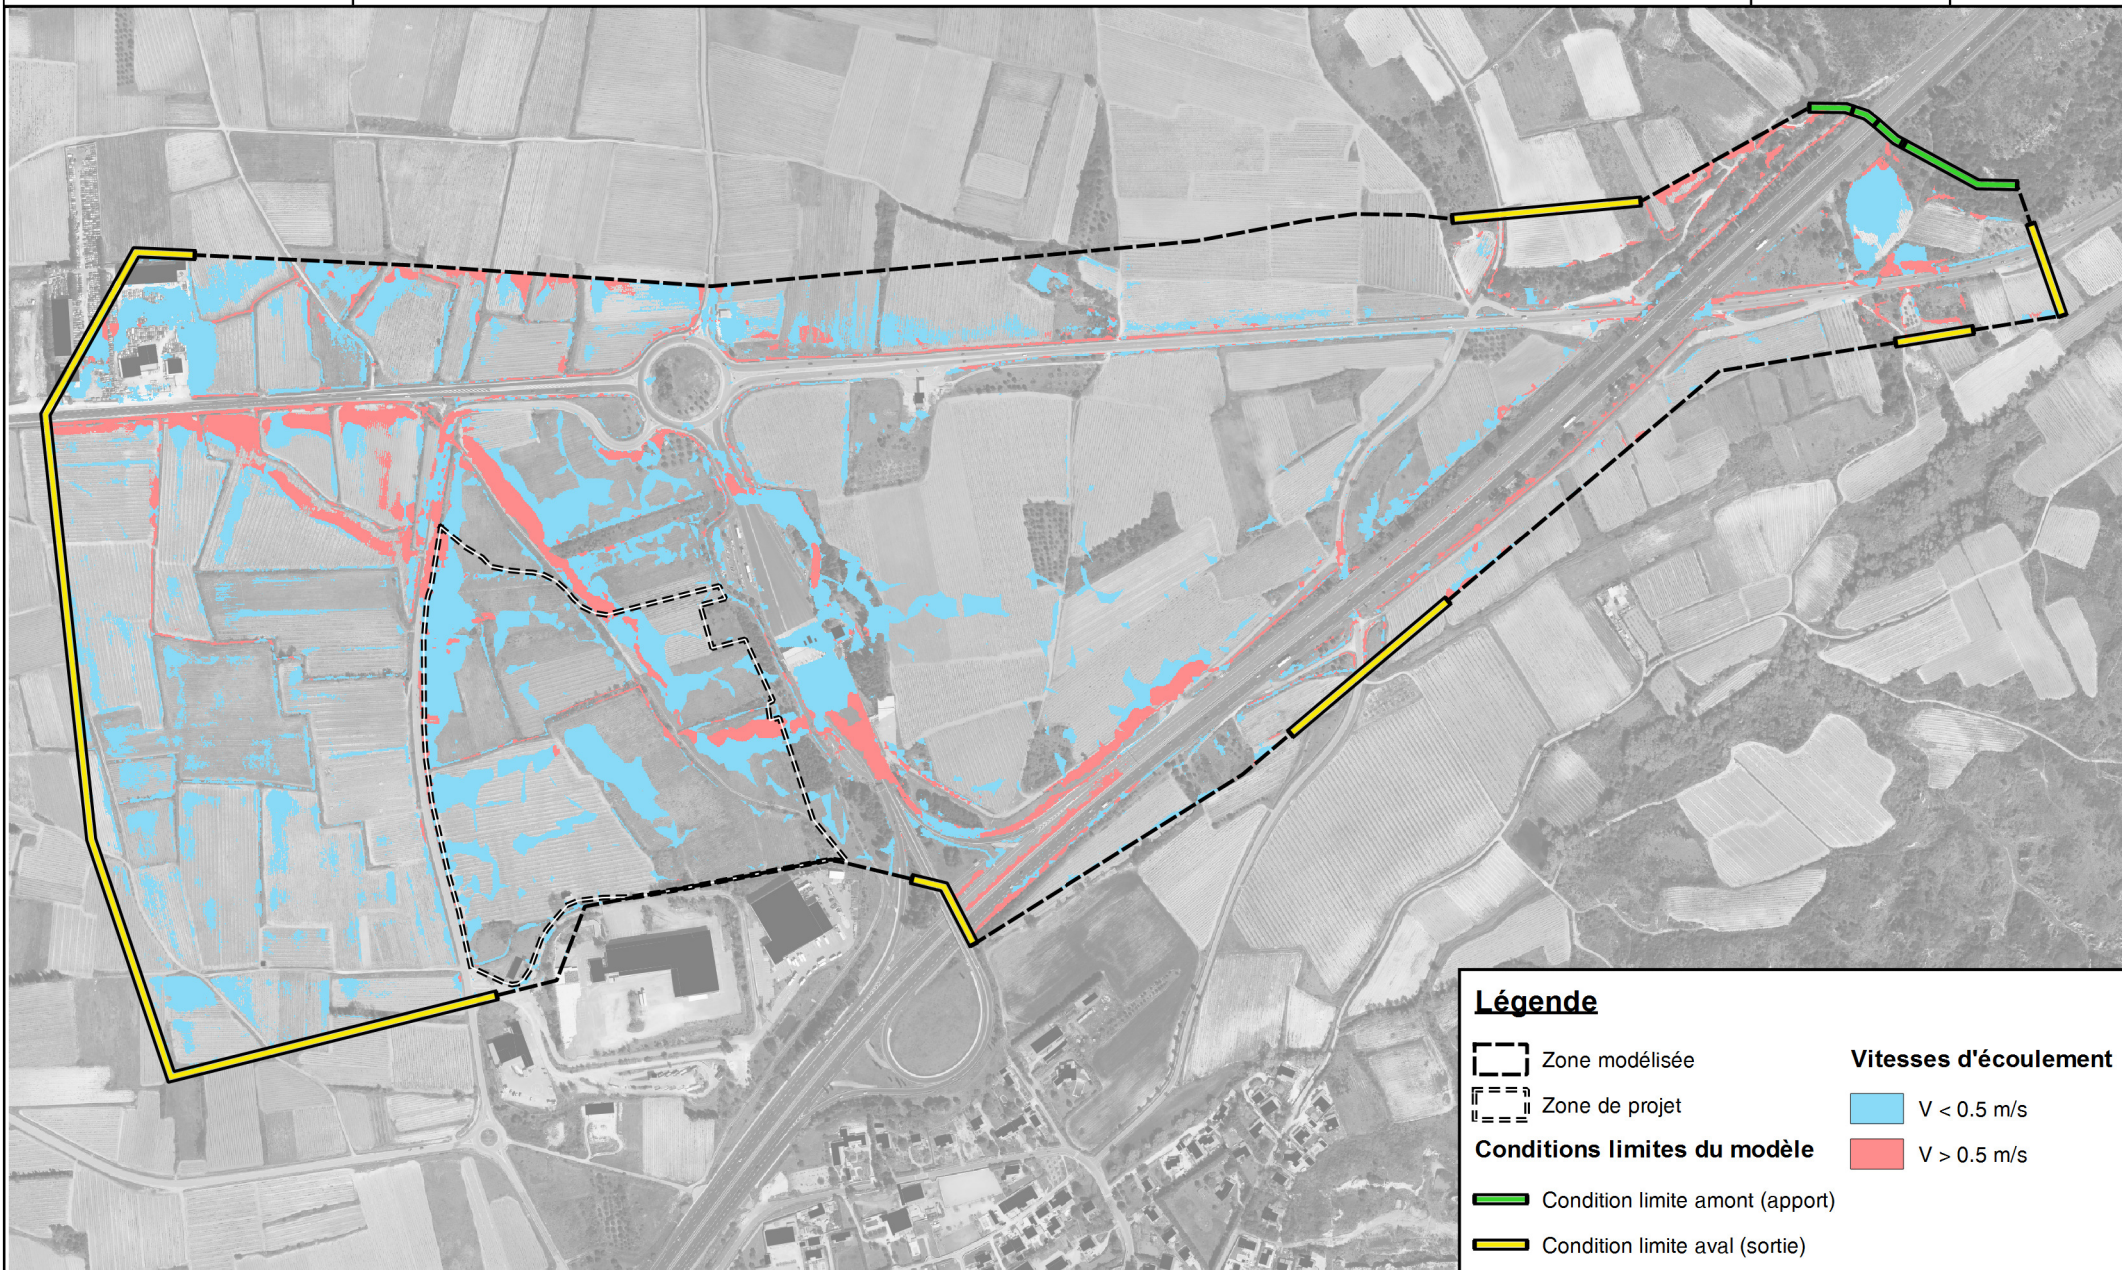 Légende
Zone modélisée
Zone de projet
Conditions limites du modèle
Condition limite amont (apport)
Condition limite aval (sortie)
Vitesses d'écoulement
V < 0.5 m/s
V > 0.5 m/s